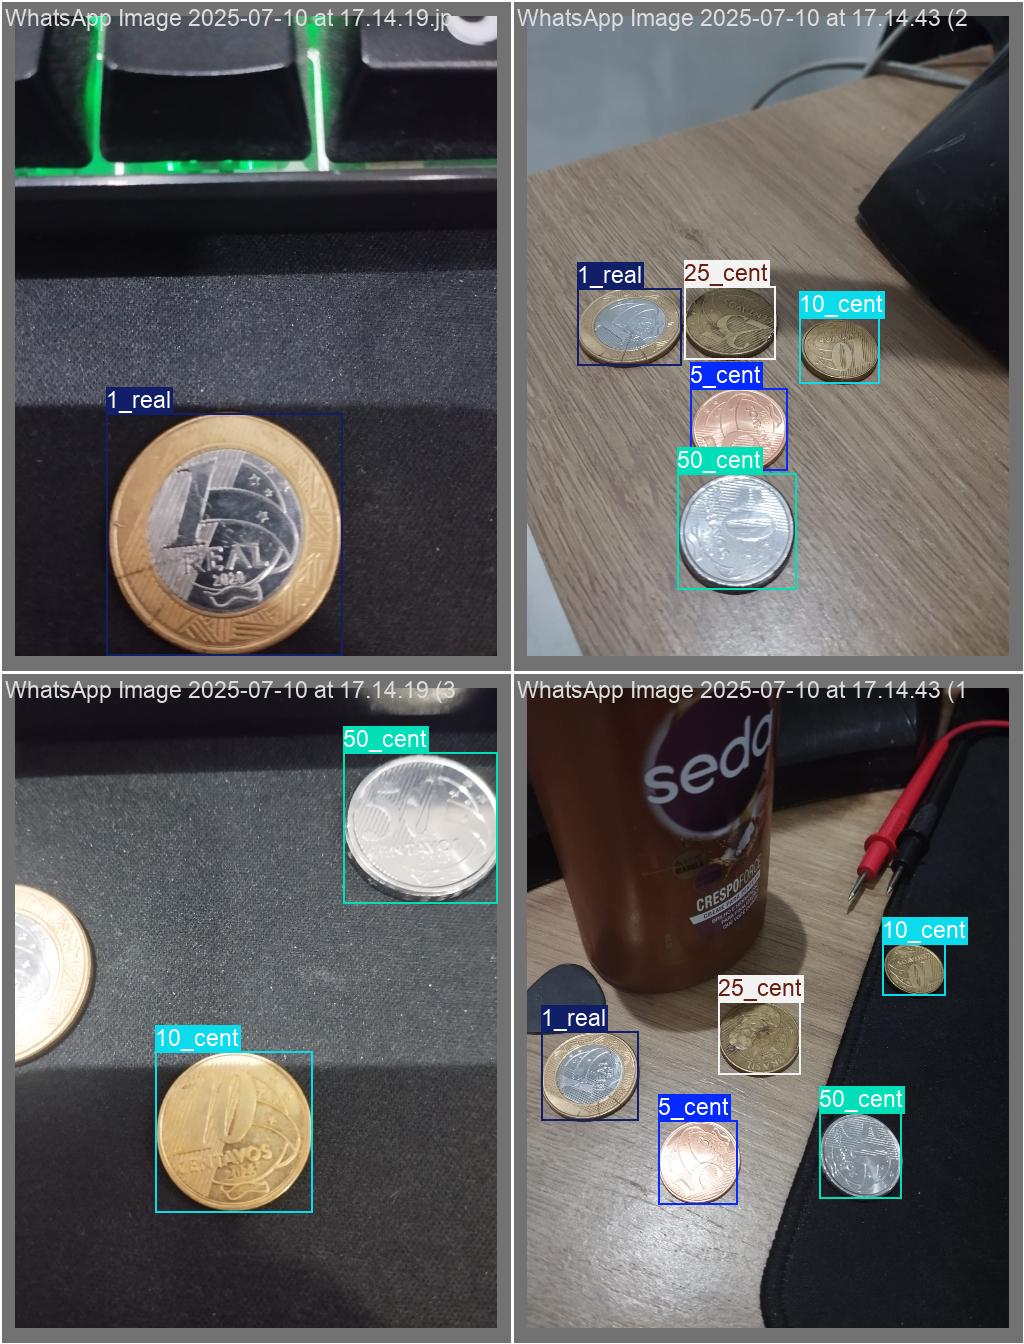 WhatsApp Image 2025-07-10 at 17.14.19.jp
1_real
1
REAL
2020
WhatsApp Image 2025-07-10 at 17.14.43 (2
1_real
25_cent
10_cent
10
5_cent
50_cent
WhatsApp Image 2025-07-10 at 17.14.19 (3
50_cent
50
CENTAVOS
10_cent
10
CENTAVOS
WhatsApp Image 2025-07-10 at 17.14.43 (1
seda
CRESPOFORCE
10_cent
10
25_cent
1_real
5_cent
50_cent